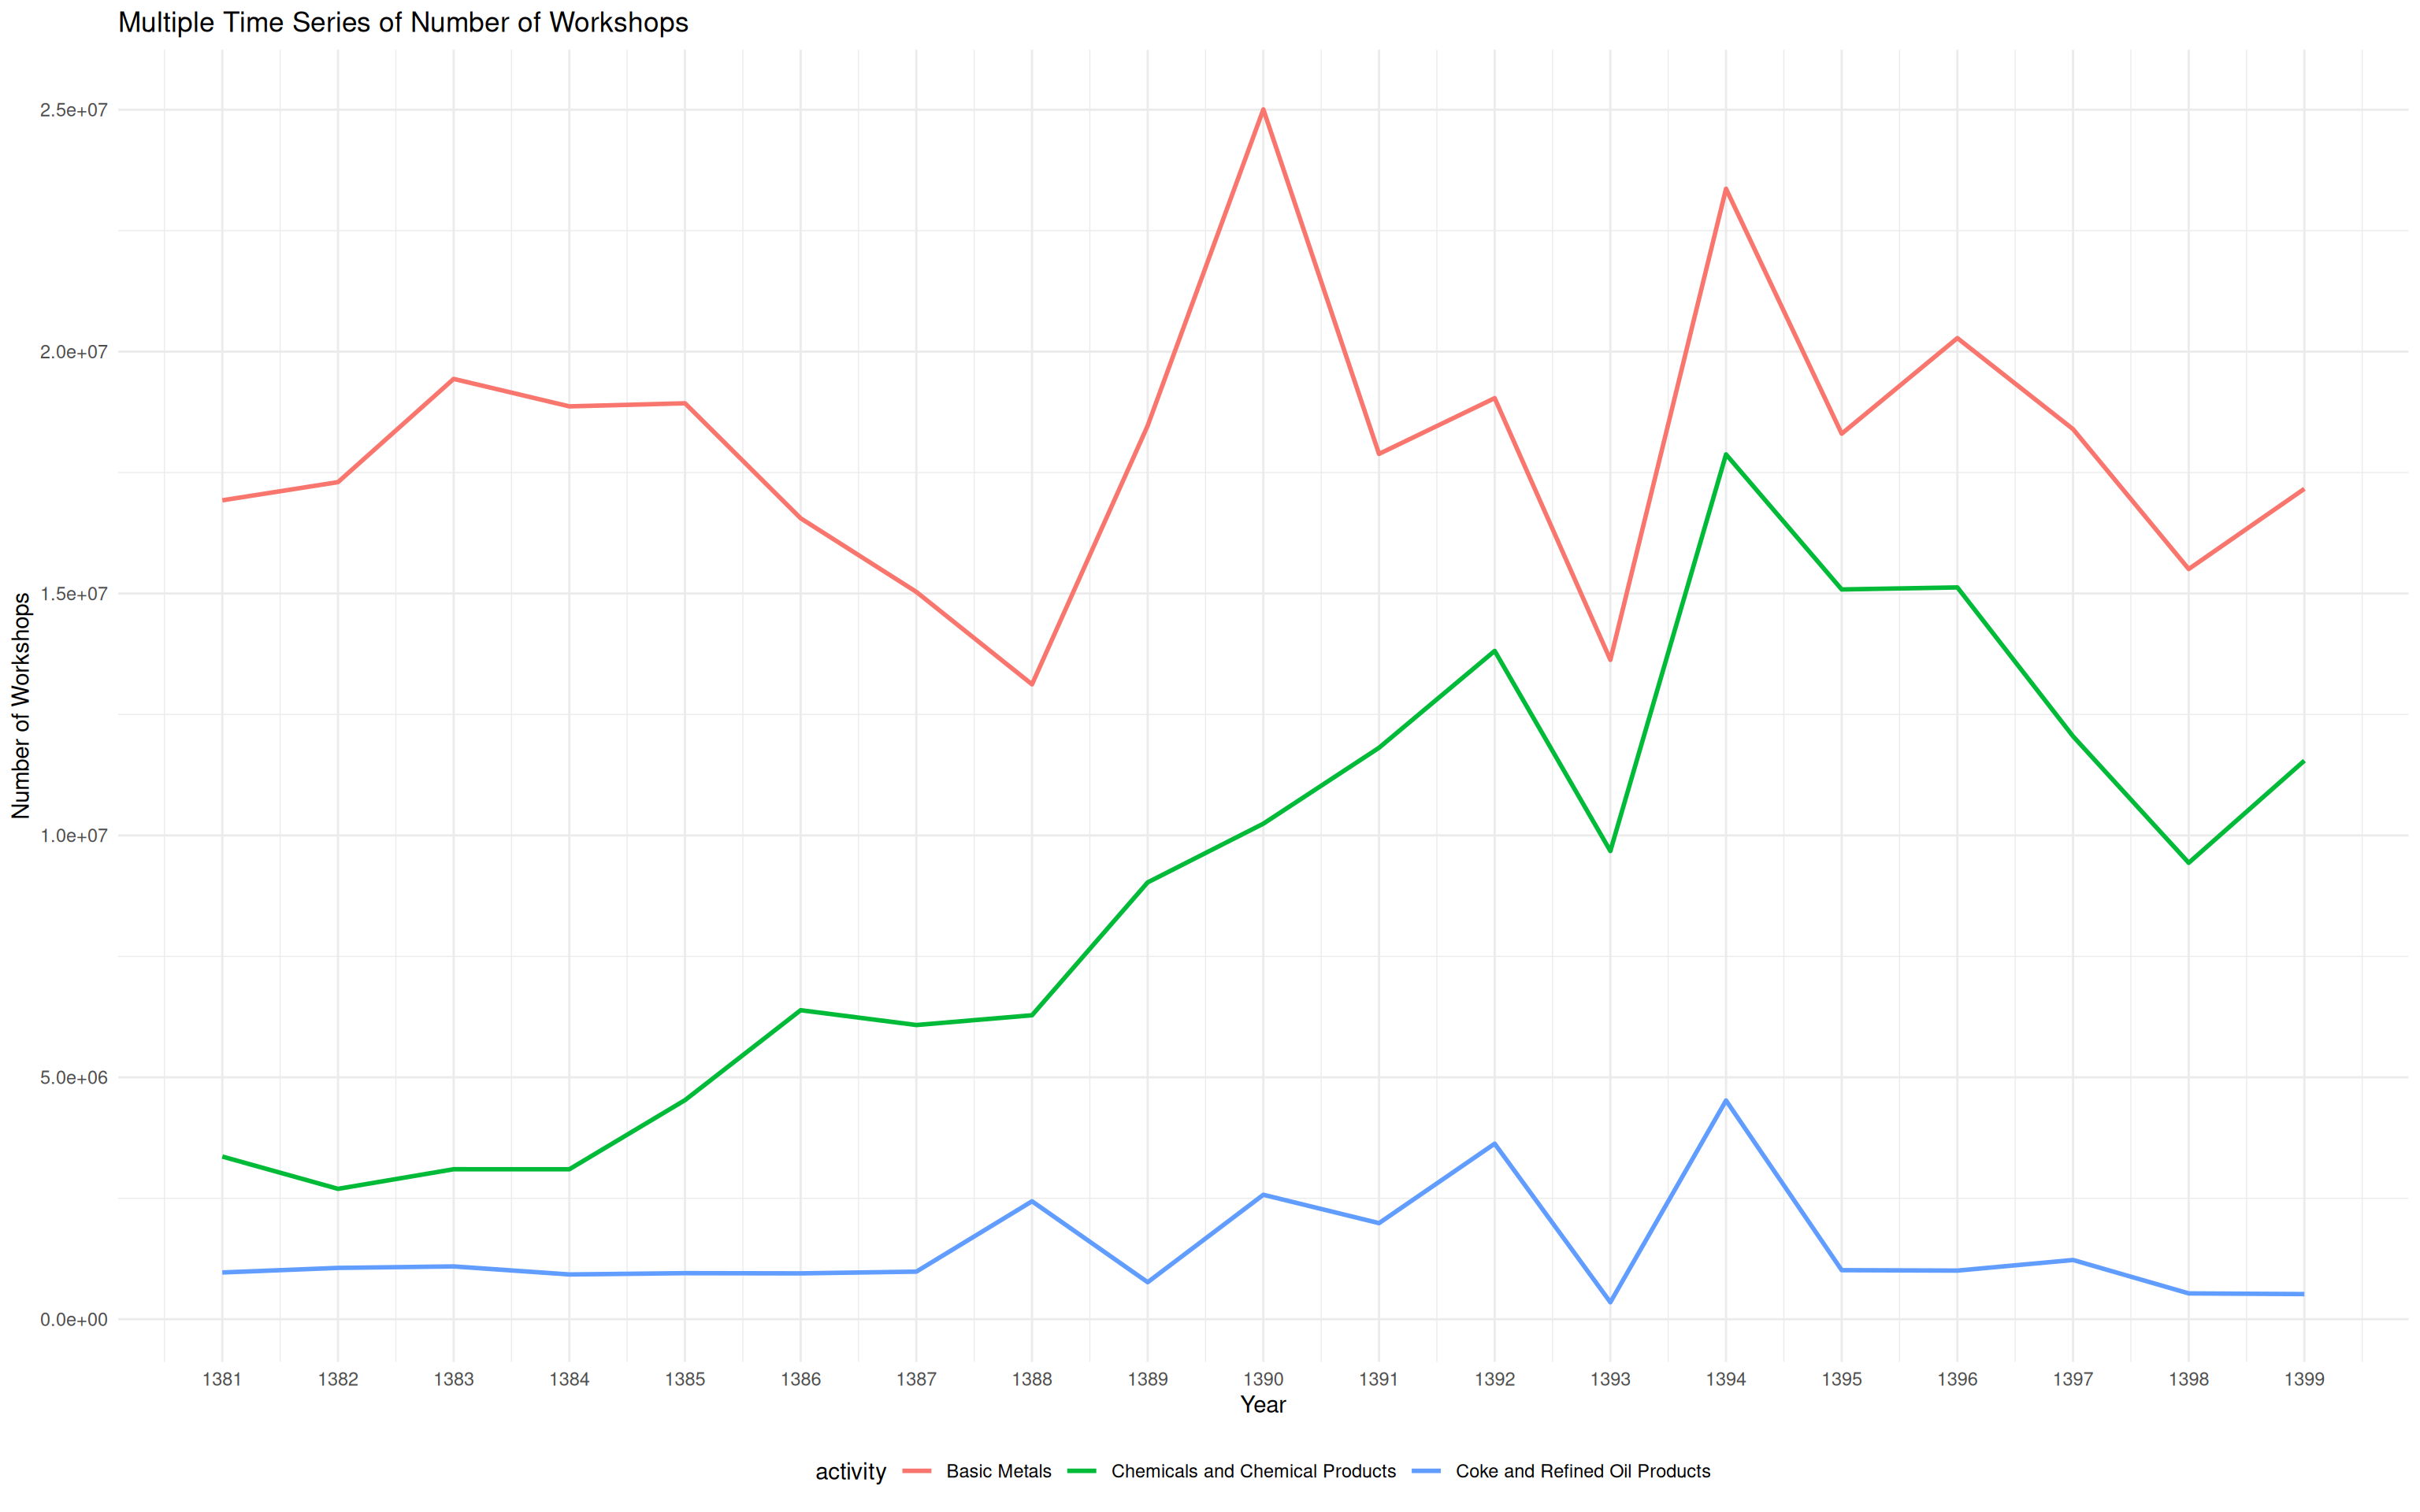 Multiple Time Series of Number of Workshops
Number of Workshops
2.5e+07
2.0e+07
1.5e+07
1.0e+07
5.0e+06
0.0e+00
1381 1382 1383 1384 1385 1386 1387 1388 1389 1390 1391 1392 1393 1394 1395 1396 1397 1398 1399
Year
activity Basic Metals Chemicals and Chemical Products Coke and Refined Oil Products